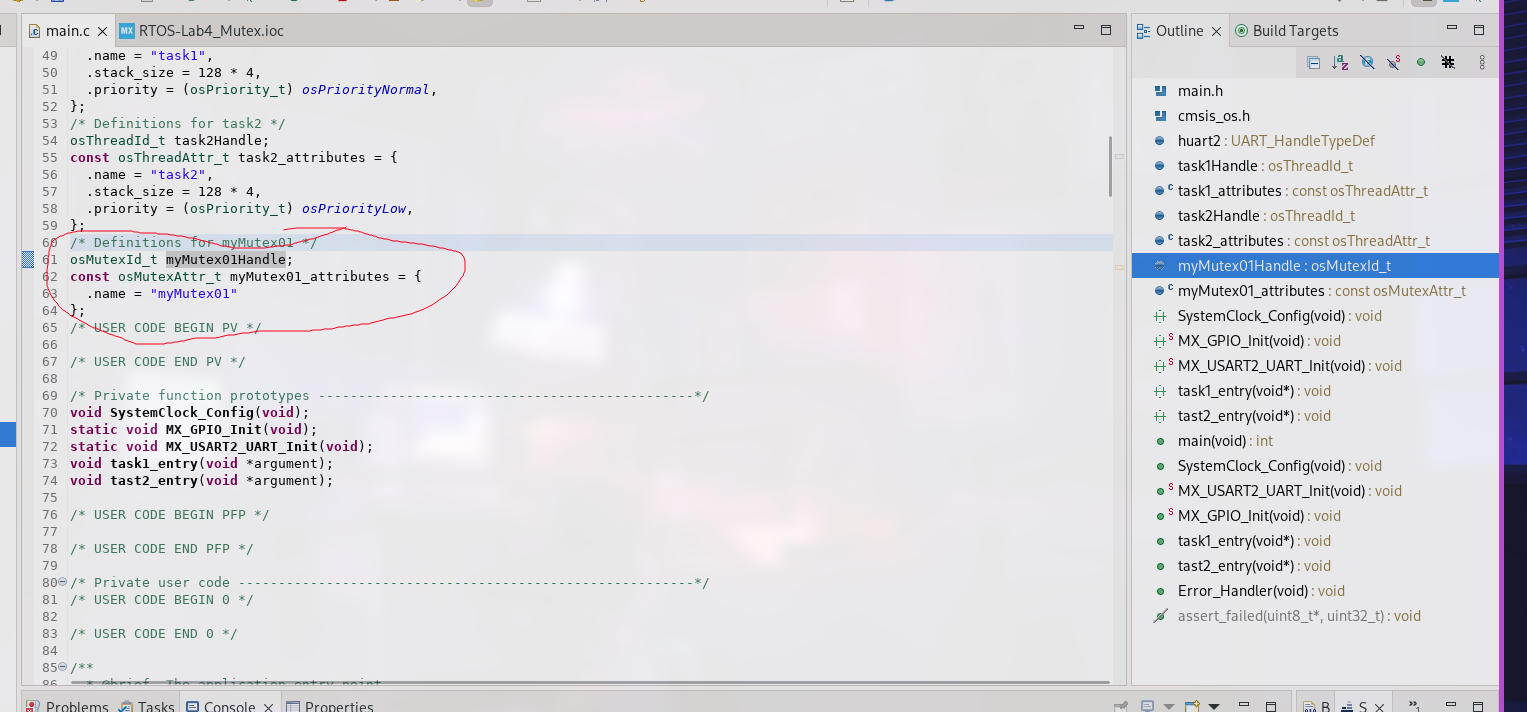 main.c
RTOS-Lab4_Mutex.ioc
49 .name = "task1",
50 .stack_size = 128 * 4,
51 .priority = (osPriority_t) osPriorityNormal,
52 };
53 /* Definitions for task2 */
54 osThreadId_t task2Handle;
55 const osThreadAttr_t task2_attributes = {
56 .name = "task2",
57 .stack_size = 128 * 4,
58 .priority = (osPriority_t) osPriorityLow,
59 };
60 /* Definitions for myMutex01 */
61 osMutexId_t myMutex01Handle;
62 const osMutexAttr_t myMutex01_attributes = {
63 .name = "myMutex01"
64 };
65 /* USER CODE BEGIN PV */
66
67 /* USER CODE END PV */
68
69 /* Private function prototypes -----------------------------------------------*/
70 void SystemClock_Config(void);
71 static void MX_GPIO_Init(void);
72 static void MX_USART2_UART_Init(void);
73 void task1_entry(void *argument);
74 void tast2_entry(void *argument);
75
76 /* USER CODE BEGIN PFP */
77
78 /* USER CODE END PFP */
79
80 /* Private user code ---------------------------------------------------------*/
81 /* USER CODE BEGIN 0 */
82
83 /* USER CODE END 0 */
84
85 /**
86 * @brief The application entry point
Problems
Tasks
Console
Properties
Outline
Build Targets
main.h
cmsis_os.h
huart2 : UART_HandleTypeDef
task1Handle : osThreadId_t
task1_attributes : const osThreadAttr_t
task2Handle : osThreadId_t
task2_attributes : const osThreadAttr_t
myMutex01Handle : osMutexId_t
myMutex01_attributes : const osMutexAttr_t
SystemClock_Config(void) : void
MX_GPIO_Init(void) : void
MX_USART2_UART_Init(void) : void
task1_entry(void*) : void
tast2_entry(void*) : void
main(void) : int
SystemClock_Config(void) : void
MX_USART2_UART_Init(void) : void
MX_GPIO_Init(void) : void
task1_entry(void*) : void
tast2_entry(void*) : void
Error_Handler(void) : void
assert_failed(uint8_t*, uint32_t) : void
B
S